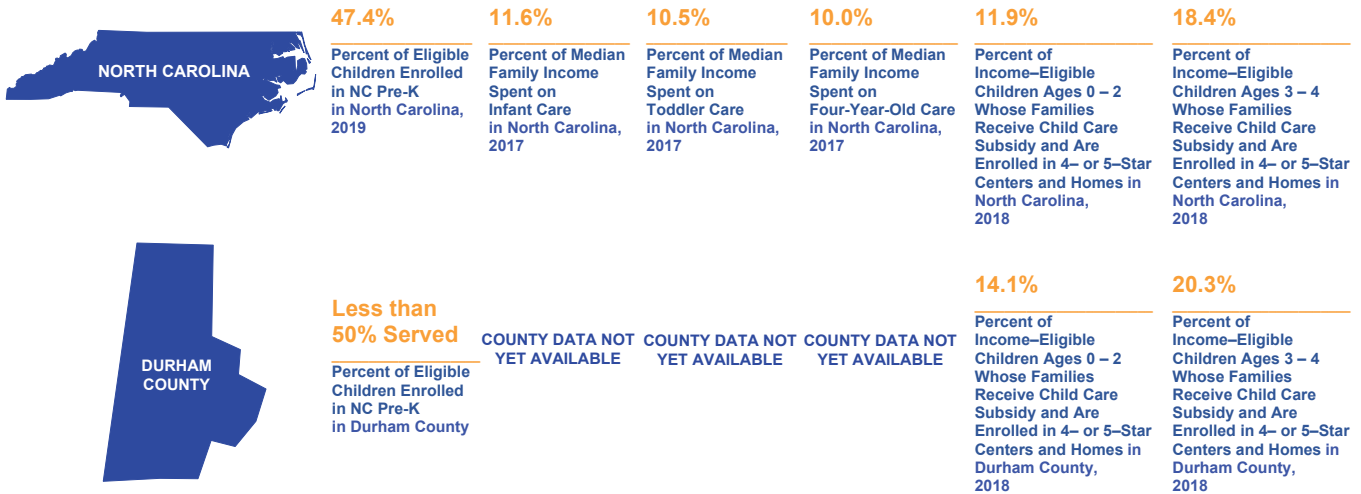 NORTH CAROLINA
47.4%
Percent of Eligible
Children Enrolled
in NC Pre-K
in North Carolina,
2019
11.6%
Percent of Median
Family Income
Spent on
Infant Care
in North Carolina,
2017
10.5%
Percent of Median
Family Income
Spent on
Toddler Care
in North Carolina,
2017
10.0%
Percent of Median
Family Income
Spent on
Four-Year-Old Care
in North Carolina,
2017
11.9%
Percent of
Income–Eligible
Children Ages 0 – 2
Whose Families
Receive Child Care
Subsidy and Are
Enrolled in 4– or 5–Star
Centers and Homes in
North Carolina,
2018
18.4%
Percent of
Income–Eligible
Children Ages 3 – 4
Whose Families
Receive Child Care
Subsidy and Are
Enrolled in 4– or 5–Star
Centers and Homes in
North Carolina,
2018
DURHAM
COUNTY
Less than
50% Served
Percent of Eligible
Children Enrolled
in NC Pre-K
in Durham County
COUNTY DATA NOT
YET AVAILABLE
COUNTY DATA NOT
YET AVAILABLE
COUNTY DATA NOT
YET AVAILABLE
14.1%
Percent of
Income–Eligible
Children Ages 0 – 2
Whose Families
Receive Child Care
Subsidy and Are
Enrolled in 4– or 5–Star
Centers and Homes in
Durham County,
2018
20.3%
Percent of
Income–Eligible
Children Ages 3 – 4
Whose Families
Receive Child Care
Subsidy and Are
Enrolled in 4– or 5–Star
Centers and Homes in
Durham County,
2018